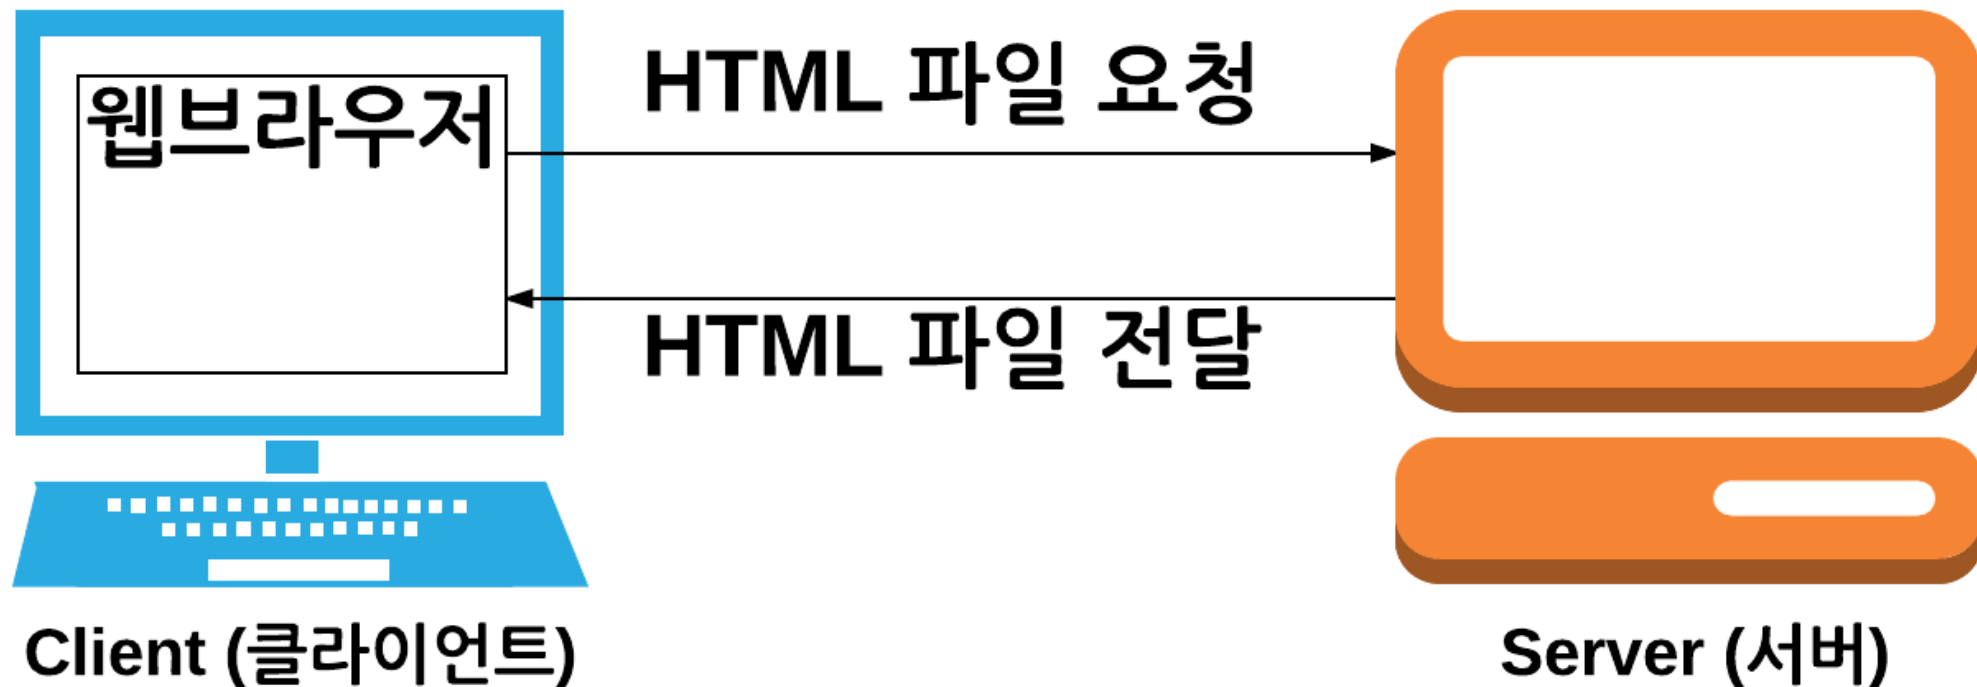 웹브라우저
HTML 파일 요청
HTML 파일 전달
Client (클라이언트)
Server (서버)